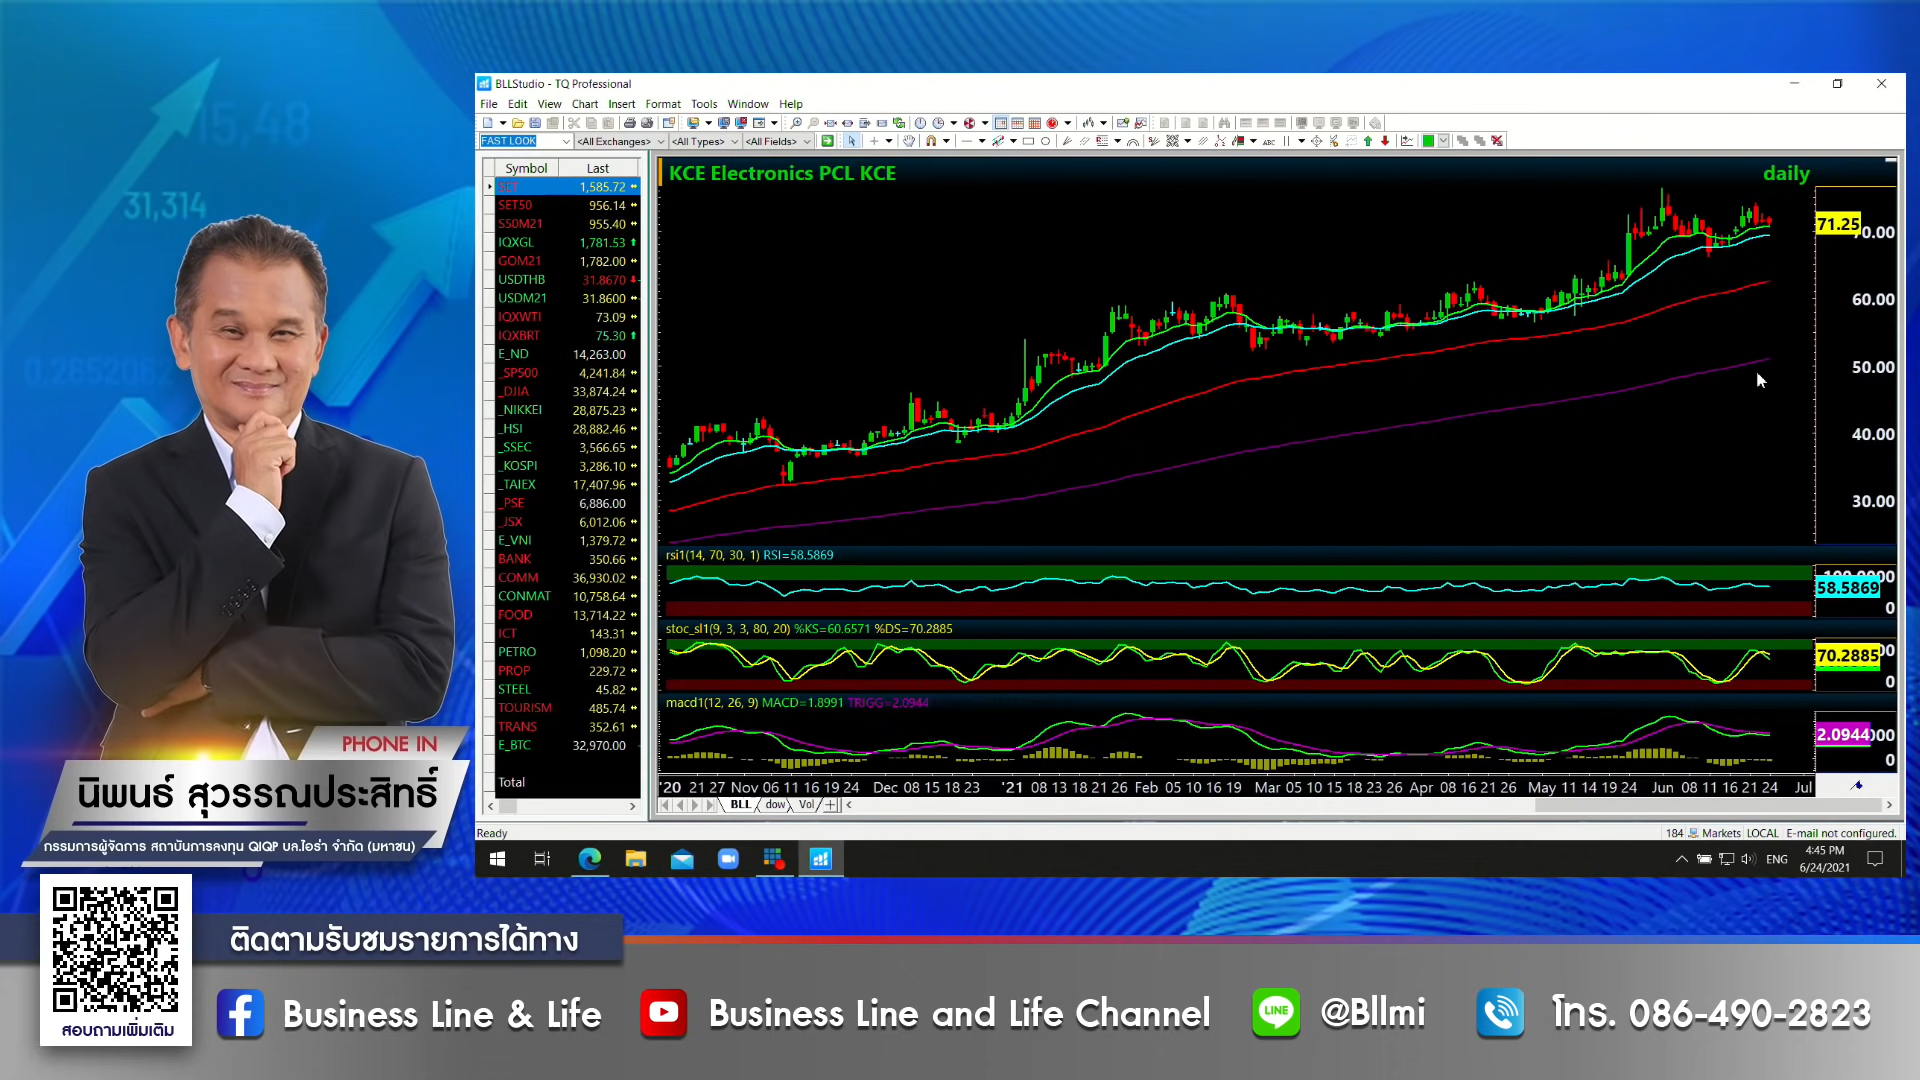 15,48
31,314
0.2652062
BLLStudio - TQ Professional
File Edit View Chart Insert Format Tools Window Help
FAST LOOK <All Exchanges> <All Types> <All Fields>
Symbol Last
SET 1,585.72
SET50 956.14
S50M21 955.40
IQXGL 1,781.53
GOM21 1,782.00
USDTHB 31.8670
USDM21 31.8600
IQXWTI 73.09
IQXBRT 75.30
E_ND 14,263.00
_SP500 4,241.84
_DJIA 33,874.24
_NIKKEI 28,875.23
_HSI 28,882.46
_SSEC 3,566.65
_KOSPI 3,286.10
_TAIEX 17,407.96
_PSE 6,886.00
_JSX 6,012.06
E_VNI 1,379.72
BANK 350.66
COMM 36,930.02
CONMAT 10,758.64
FOOD 13,714.22
ICT 143.31
PETRO 1,098.20
PROP 229.72
STEEL 45.82
TOURISM 485.74
TRANS 352.61
E_BTC 32,970.00
Total
KCE Electronics PCL KCE daily
71.25
70.00
60.00
50.00
40.00
30.00
rsi1(14, 70, 30, 1) RSI=58.5869
58.5869
0
stoc_sl1(9, 3, 3, 80, 20) %KS=60.6571 %DS=70.2885
70.2885
0
macd1(12, 26, 9) MACD=1.8991 TRIGG=2.0944
2.0944
0
'20 21 27 Nov 05 11 16 19 24 Dec 08 15 18 23 '21 08 13 18 21 26 Feb 05 10 16 19 Mar 05 10 15 18 23 26 Apr 09 16 21 26 May 11 14 19 24 Jun 08 11 16 21 24 Jul
BLL dow Vol
Ready 184 Markets LOCAL E-mail not configured.
ENG 4:45 PM
6/24/2021
PHONE IN
นิพนธ์ สุวรรณประสิทธิ์
กรรมการผู้จัดการ สถาบันการลงทุน QIQP บล.ไอร่า จำกัด (มหาชน)
สอบถามเพิ่มเติม
ติดตามรับชมรายการได้ทาง
Business Line & Life Business Line and Life Channel LINE @Bllmi โทร. 086-490-2823